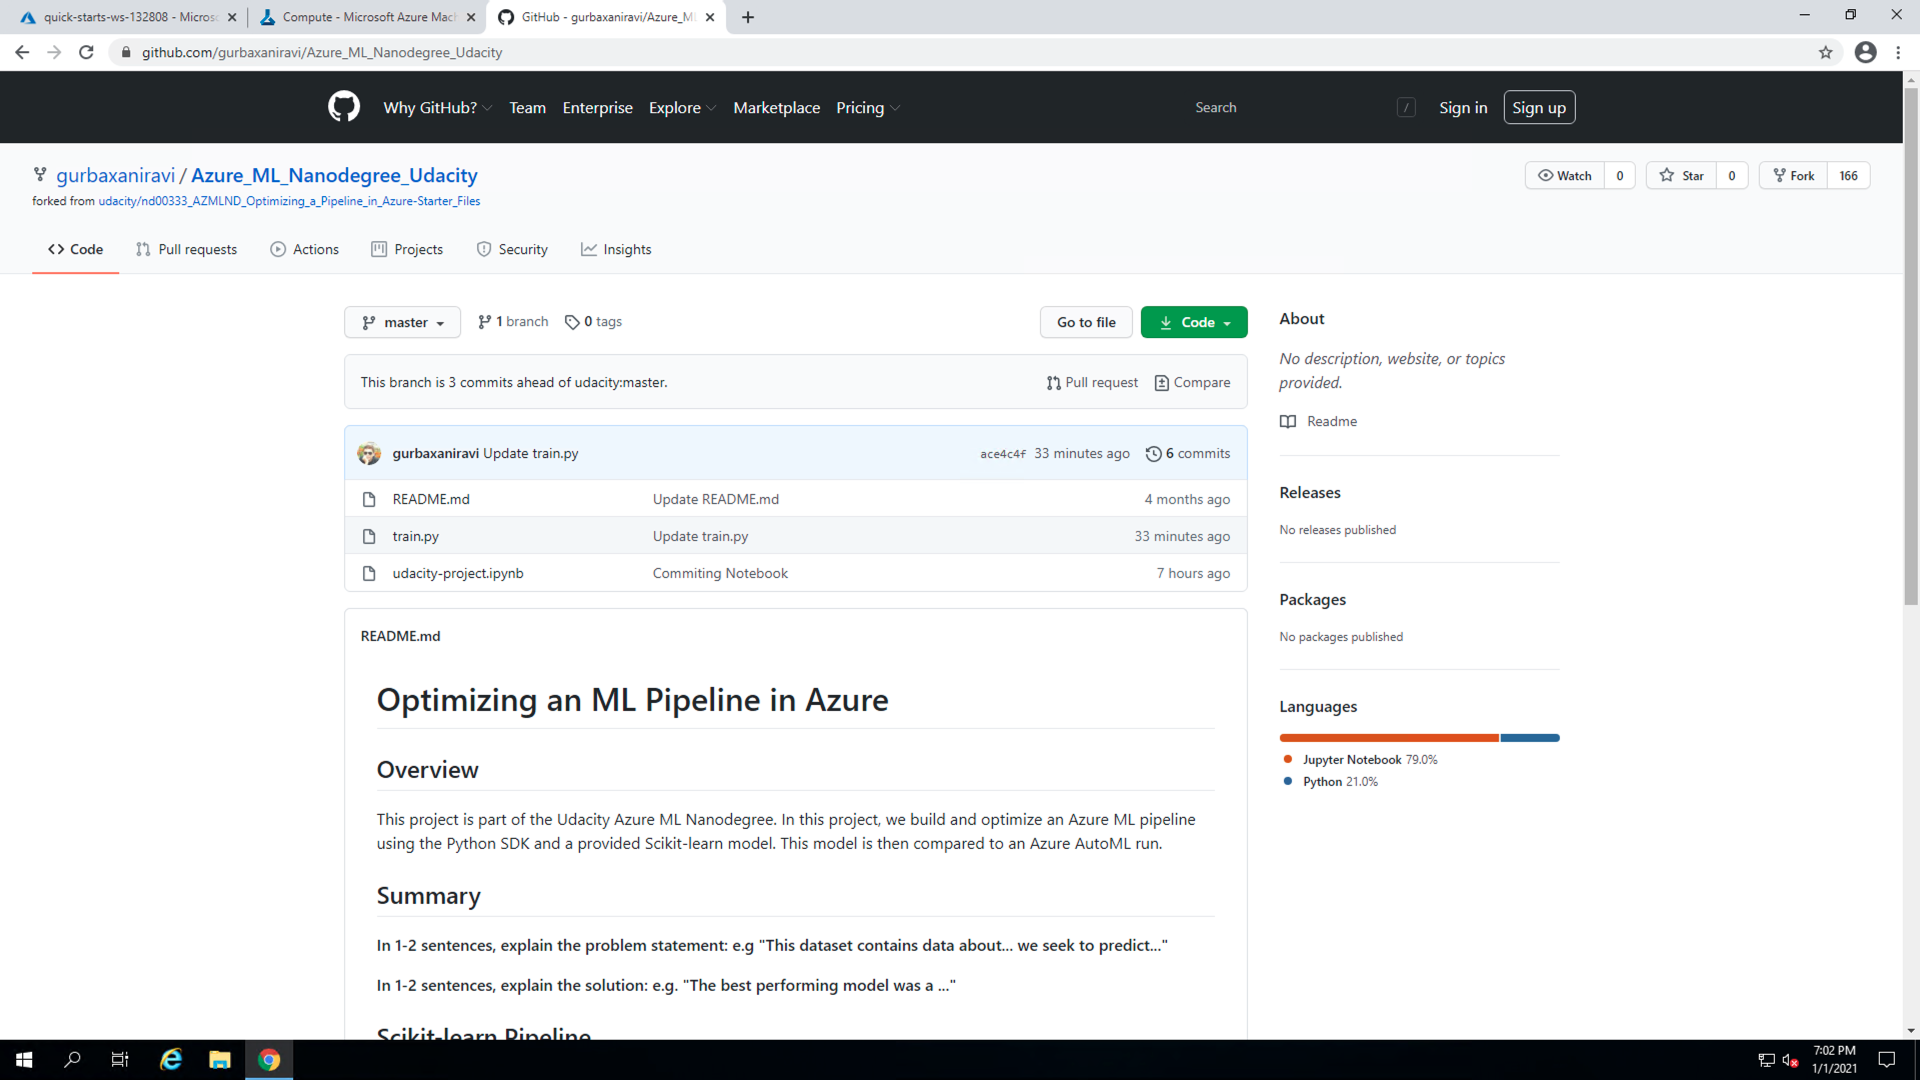 quick-starts-ws-132808 - Micros
Compute - Microsoft Azure Mac
GitHub - gurbaxaniravi/Azure_ML
github.com/gurbaxaniravi/Azure_ML_Nanodegree_Udacity
Why GitHub? Team Enterprise Explore Marketplace Pricing Search / Sign in Sign up
gurbaxaniravi / Azure_ML_Nanodegree_Udacity
Watch 0 Star 0 Fork 166
forked from udacity/nd00333_AZMLND_Optimizing_a_Pipeline_in_Azure-Starter_Files
Code Pull requests Actions Projects Security Insights
master 1 branch 0 tags Go to file Code
This branch is 3 commits ahead of udacity:master. Pull request Compare
gurbaxaniravi Update train.py ace4c4f 33 minutes ago 6 commits
README.md Update README.md 4 months ago
train.py Update train.py 33 minutes ago
udacity-project.ipynb Commiting Notebook 7 hours ago
README.md
Optimizing an ML Pipeline in Azure
Overview
This project is part of the Udacity Azure ML Nanodegree. In this project, we build and optimize an Azure ML pipeline
using the Python SDK and a provided Scikit-learn model. This model is then compared to an Azure AutoML run.
Summary
In 1-2 sentences, explain the problem statement: e.g "This dataset contains data about... we seek to predict..."
In 1-2 sentences, explain the solution: e.g. "The best performing model was a ..."
Scikit-learn Pipeline
About
No description, website, or topics
provided.
Readme
Releases
No releases published
Packages
No packages published
Languages
Jupyter Notebook 79.0%
Python 21.0%
7:02 PM
1/1/2021